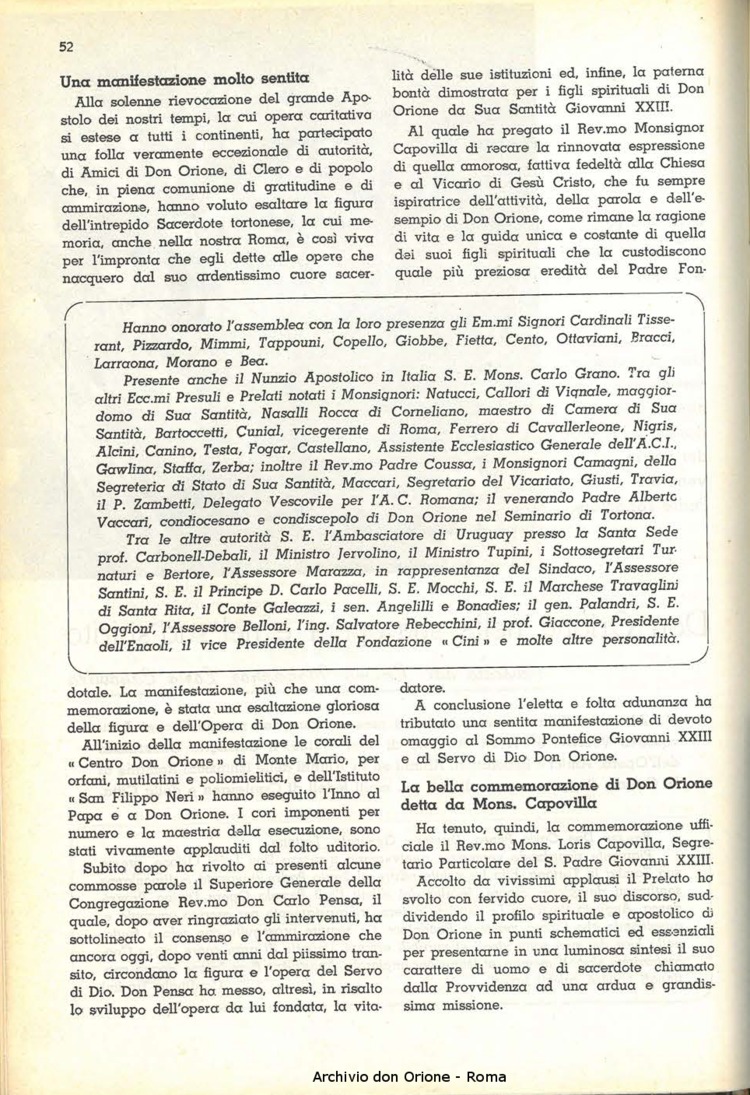 52
Una manifestazione molto sentita
Alla solenne rievocazione del grande Apo-
stolo dei nostri tempi, la cui opera caritativa
si estese a tutti i continenti, ha partecipato
una folla veramente eccezionale di autorità,
di Amici di Don Orione, di Clero e di popolo
che, in piena comunione di gratitudine e di
ammirazione, hanno voluto esaltare la figura
dell'intrepido Sacerdote tortonese, la cui me-
moria, anche nella nostra Roma, è così viva
per l'impronta che egli dette alle opere che
nacquero dal suo ardentissimo cuore sacer-
lità delle sue istituzioni ed, infine, la paterna
bontà dimostrata per i figli spirituali di Don
Orione da Sua Santità Giovanni XXIII.
Al quale ha pregato il Rev.mo Monsignor
Capovilla di recare la rinnovata espressione
di quella amorosa, fattiva fedeltà alla Chiesa
e al Vicario di Gesù Cristo, che fu sempre
ispiratrice dell'attività, della parola e dell'e-
sempio di Don Orione, come rimane la ragione
di vita e la guida unica e costante di quella
dei suoi figli spirituali che la custodiscono
quale più preziosa eredità del Padre Fon-
Hanno onorato l'assemblea con la loro presenza gli Em.mi Signori Cardinali Tisse-
rant, Pizzardo, Mimmi, Tappouni, Copello, Giobbe, Fietta, Cento, Ottaviani, Bracci,
Larraona, Morano e Bea.
Presente anche il Nunzio Apostolico in Italia S. E. Mons. Carlo Grano. Tra gli
altri Ecc.mi Presuli e Prelati notati i Monsignori: Natucci, Callori di Vignale, maggior-
domo di Sua Santità, Nasalli Rocca di Corneliano, maestro di Camera di Sua
Santità, Bartoccetti, Cunial, vicegerente di Roma, Ferrero di Cavallerleone, Nigris,
Alcini, Canino, Testa, Fogar, Castellano, Assistente Ecclesiastico Generale dell'A.C.I.,
Gawlina, Staffa, Zerba; inoltre il Rev.mo Padre Coussa, i Monsignori Camagni, della
Segreteria di Stato di Sua Santità, Maccari, Segretario del Vicariato, Giusti, Travia,
il P. Zambetti, Delegato Vescovile per l'A. C. Romana; il venerando Padre Alberto
Vaccari, condiocesano e condiscepolo di Don Orione nel Seminario di Tortona.
Tra le altre autorità S. E. l'Ambasciatore di Uruguay presso la Santa Sede
prof. Carbonell-Debali, il Ministro Jervolino, il Ministro Tupini, i Sottosegretari Tur-
naturi e Bertore, l'Assessore Marazza, in rappresentanza del Sindaco, l'Assessore
Santini, S. E. il Principe D. Carlo Pacelli, S. E. Mocchi, S. E. il Marchese Travaglini
di Santa Rita, il Conte Galeazzi, i sen. Angelilli e Bonadies; il gen. Palandri, S. E.
Oggioni, l'Assessore Belloni, l'ing. Salvatore Rebecchini, il prof. Giaccone, Presidente
dell'Enaoli, il vice Presidente della Fondazione « Cini » e molte altre personalità.
dotale. La manifestazione, più che una com-
memorazione, è stata una esaltazione gloriosa
della figura e dell'Opera di Don Orione.
All'inizio della manifestazione le corali del
« Centro Don Orione » di Monte Mario, per
orfani, mutilatini e poliomielitici, e dell'Istituto
« San Filippo Neri » hanno eseguito l'Inno al
Papa e a Don Orione. I cori imponenti per
numero e la maestria della esecuzione, sono
stati vivamente applauditi dal folto uditorio.
Subito dopo ha rivolto ai presenti alcune
commosse parole il Superiore Generale della
Congregazione Rev.mo Don Carlo Pensa, il
quale, dopo aver ringraziato gli intervenuti, ha
sottolineato il consenso e l'ammirazione che
ancora oggi, dopo venti anni dal piissimo tran-
sito, circondano la figura e l'opera del Servo
di Dio. Don Pensa ha messo, altresì, in risalto
lo sviluppo dell'opera da lui fondata, la vita-
datore.
A conclusione l'eletta e folta adunanza ha
tributato una sentita manifestazione di devoto
omaggio al Sommo Pontefice Giovanni XXIII
e al Servo di Dio Don Orione.
La bella commemorazione di Don Orione
detta da Mons. Capovilla
Ha tenuto, quindi, la commemorazione uffi-
ciale il Rev.mo Mons. Loris Capovilla, Segre-
tario Particolare del S. Padre Giovanni XXIII.
Accolto da vivissimi applausi il Prelato ha
svolto con fervido cuore, il suo discorso, sud-
dividendo il profilo spirituale e apostolico di
Don Orione in punti schematici ed essenziali
per presentarne in una luminosa sintesi il suo
carattere di uomo e di sacerdote chiamato
dalla Provvidenza ad una ardua e grandis-
sima missione.
Archivio don Orione - Roma